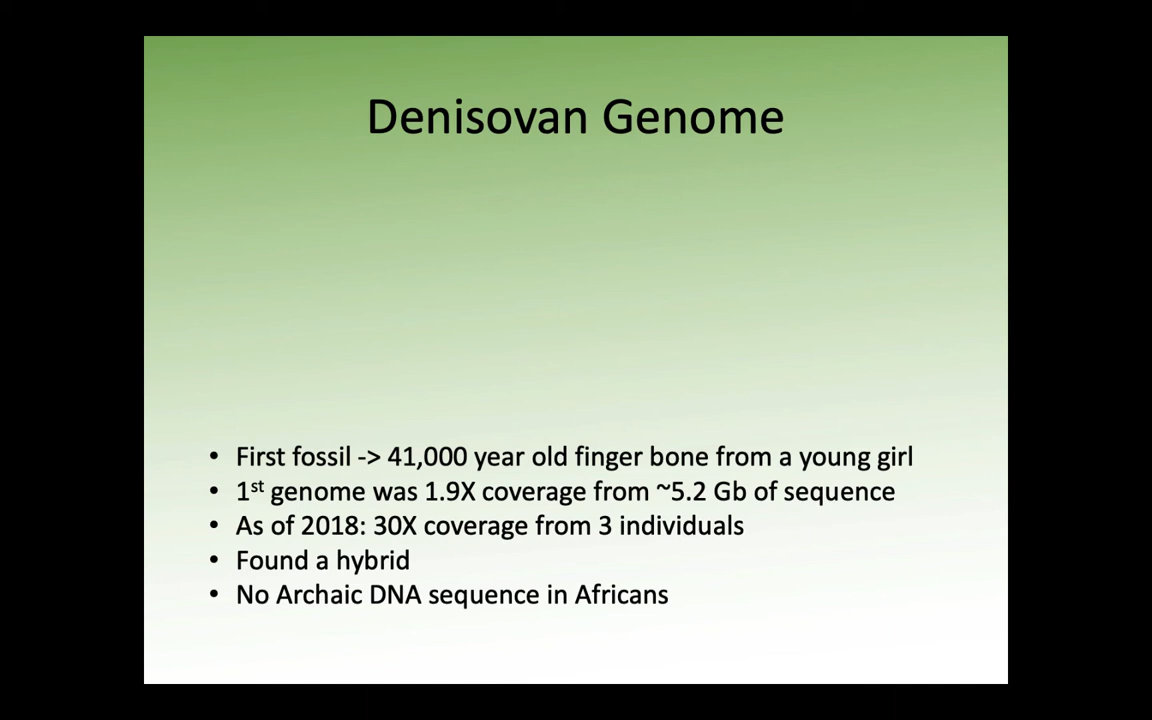 Denisovan Genome
• First fossil -> 41,000 year old finger bone from a young girl
• 1st genome was 1.9X coverage from ~5.2 Gb of sequence
• As of 2018: 30X coverage from 3 individuals
• Found a hybrid
• No Archaic DNA sequence in Africans